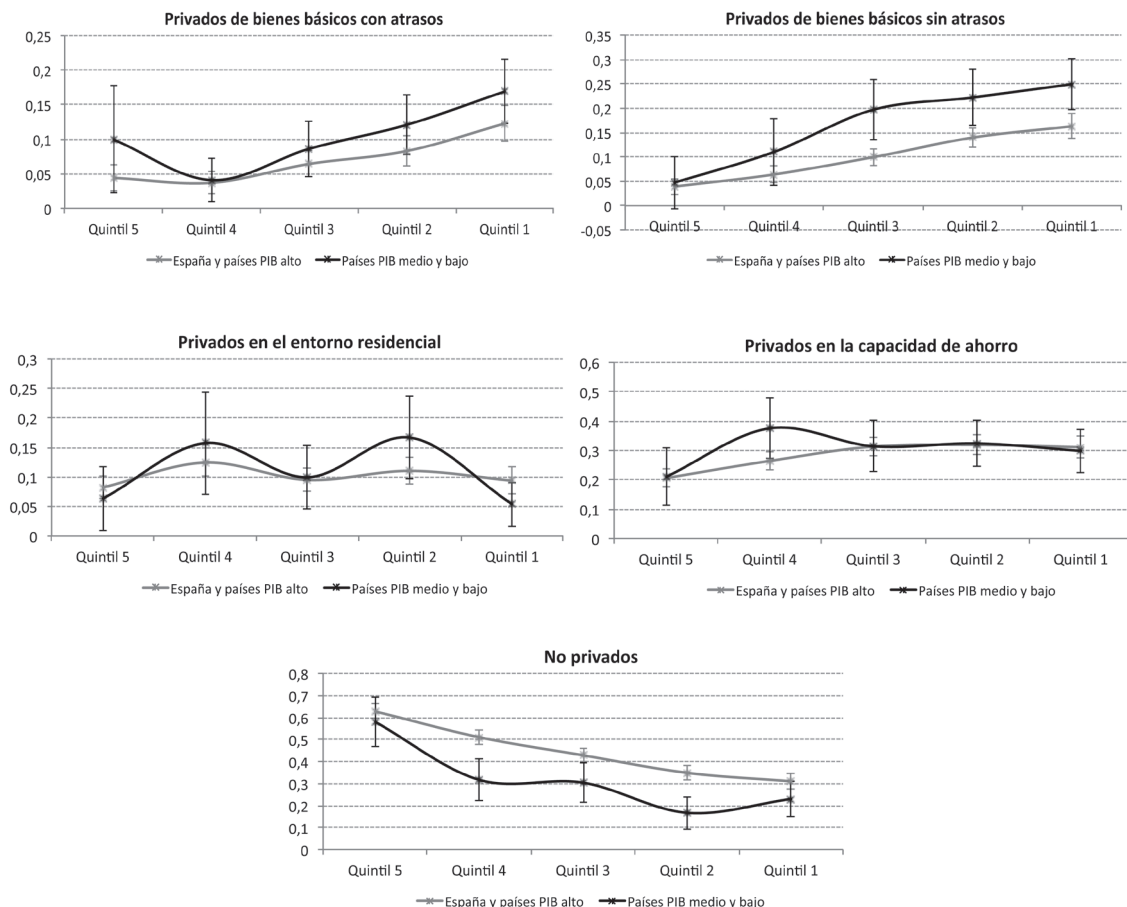 Privados de bienes básicos con atrasos
0,25
0,2
0,15
0,1
0,05
0
Quintil 5 Quintil 4 Quintil 3 Quintil 2 Quintil 1
España y países PIB alto Países PIB medio y bajo
Privados de bienes básicos sin atrasos
0,35
0,3
0,25
0,2
0,15
0,1
0,05
0
-0,05
Quintil 5 Quintil 4 Quintil 3 Quintil 2 Quintil 1
España y países PIB alto Países PIB medio y bajo
Privados en el entorno residencial
0,3
0,25
0,2
0,15
0,1
0,05
0
Quintil 5 Quintil 4 Quintil 3 Quintil 2 Quintil 1
España y países PIB alto Países PIB medio y bajo
Privados en la capacidad de ahorro
0,6
0,5
0,4
0,3
0,2
0,1
0
Quintil 5 Quintil 4 Quintil 3 Quintil 2 Quintil 1
España y países PIB alto Países PIB medio y bajo
No privados
0,8
0,7
0,6
0,5
0,4
0,3
0,2
0,1
0
Quintil 5 Quintil 4 Quintil 3 Quintil 2 Quintil 1
España y países PIB alto Países PIB medio y bajo